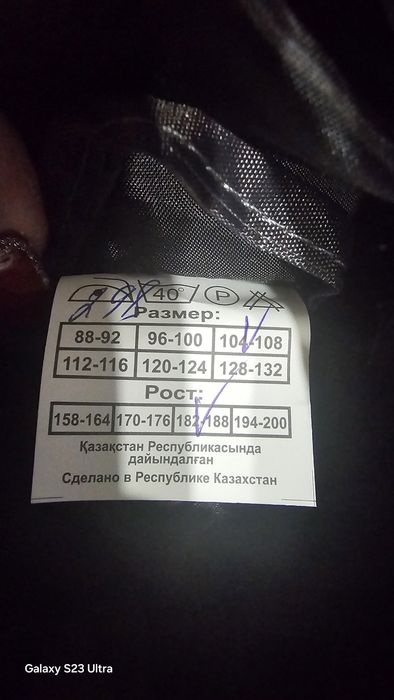 298 40° P
Размер:
88-92 96-100 104-108
112-116 120-124 128-132
Рост:
158-164 170-176 182-188 194-200
Қазақстан Республикасында
дайындалған
Сделано в Республике Казахстан
Galaxy S23 Ultra